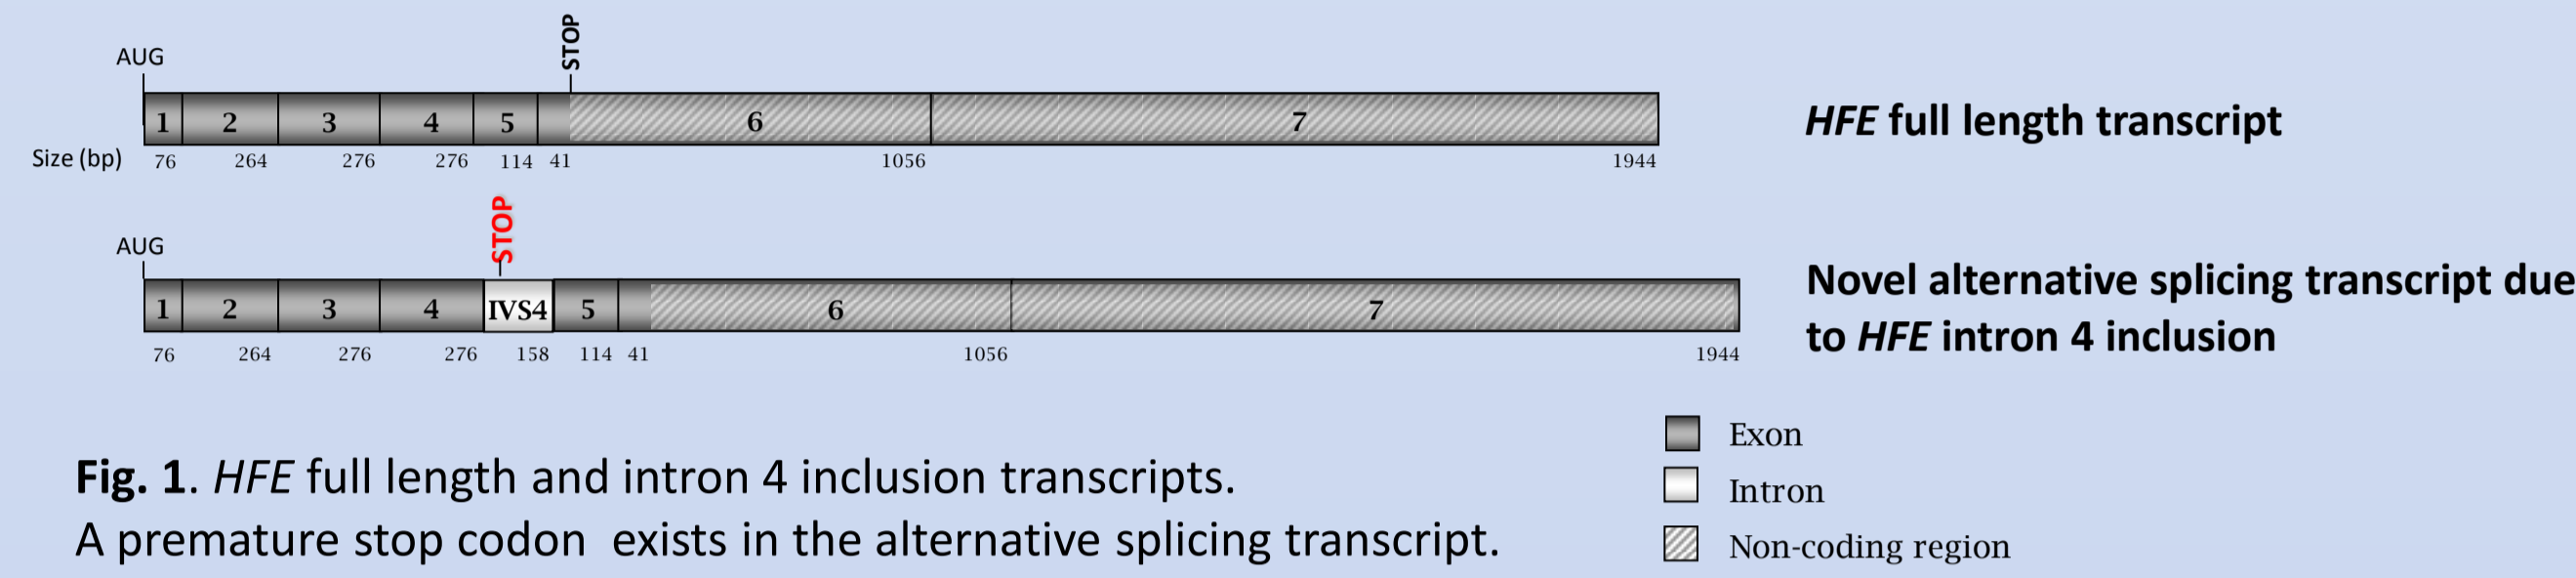 STOP
AUG
1 2 3 4 5 6 7
HFE full length transcript
Size (bp) 76 264 276 276 114 41 1056 1944
STOP
AUG
1 2 3 4 IVS4 5 6 7
Novel alternative splicing transcript due
to HFE intron 4 inclusion
76 264 276 276 158 114 41 1056 1944
Exon
Intron
Non-coding region
Fig. 1. HFE full length and intron 4 inclusion transcripts.
A premature stop codon  exists in the alternative splicing transcript.